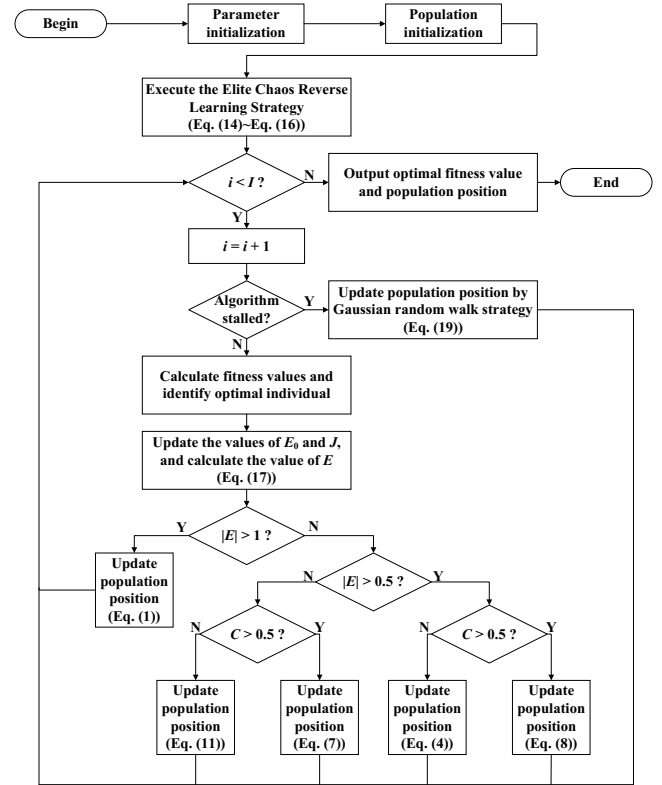 Begin
Parameter
initialization
Population
initialization
Execute the Elite Chaos Reverse
Learning Strategy
(Eq. (14)~Eq. (16))
i < I ?
N
Output optimal fitness value
and population position
End
Y
i = i + 1
Algorithm
stalled?
Y
Update population position by
Gaussian random walk strategy
(Eq. (19))
N
Calculate fitness values and
identify optimal individual
Update the values of E₀ and J,
and calculate the value of E
(Eq. (17))
Y
|E| > 1 ?
N
Update
population
position
(Eq. (1))
N
|E| > 0.5 ?
Y
N
C > 0.5 ?
Y
N
C > 0.5 ?
Y
Update
population
position
(Eq. (11))
Update
population
position
(Eq. (7))
Update
population
position
(Eq. (4))
Update
population
position
(Eq. (8))